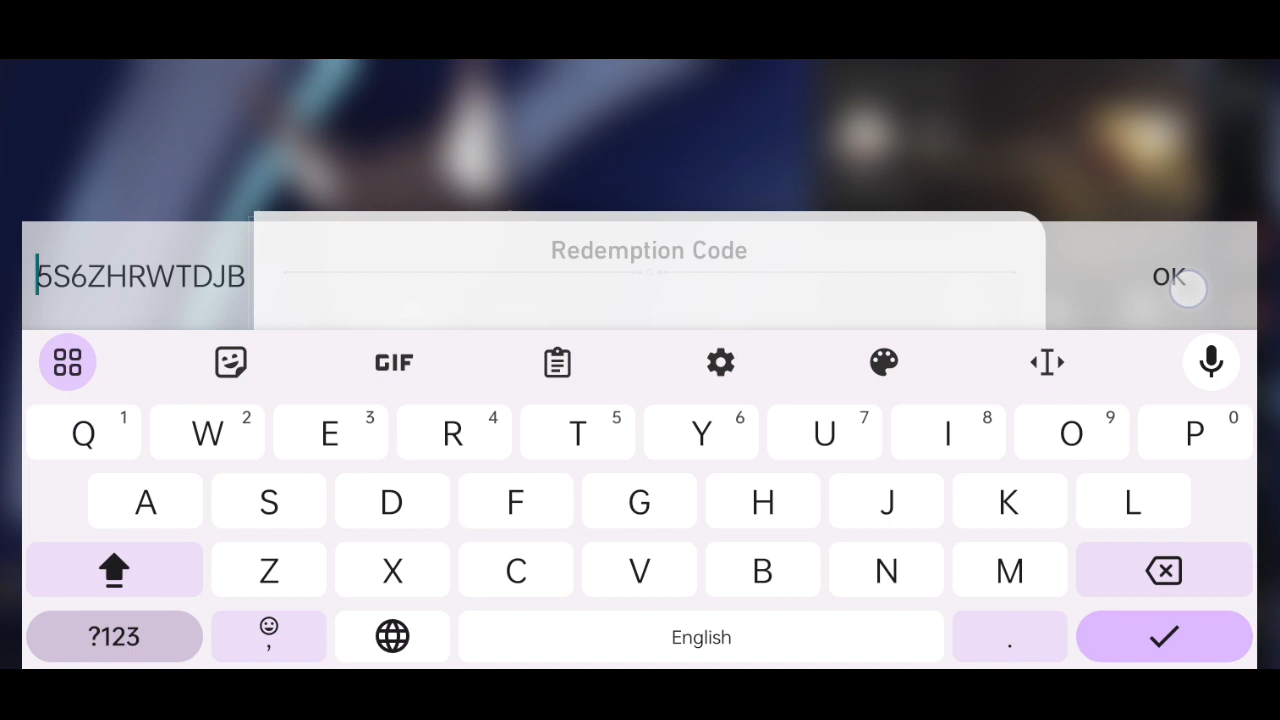 Redemption Code
5S6ZHRWTDJB
OK
GIF
Q 1 W 2 E 3 R 4 T 5 Y 6 U 7 I 8 O 9 P 0
A S D F G H J K L
Z X C V B N M
?123 , English .